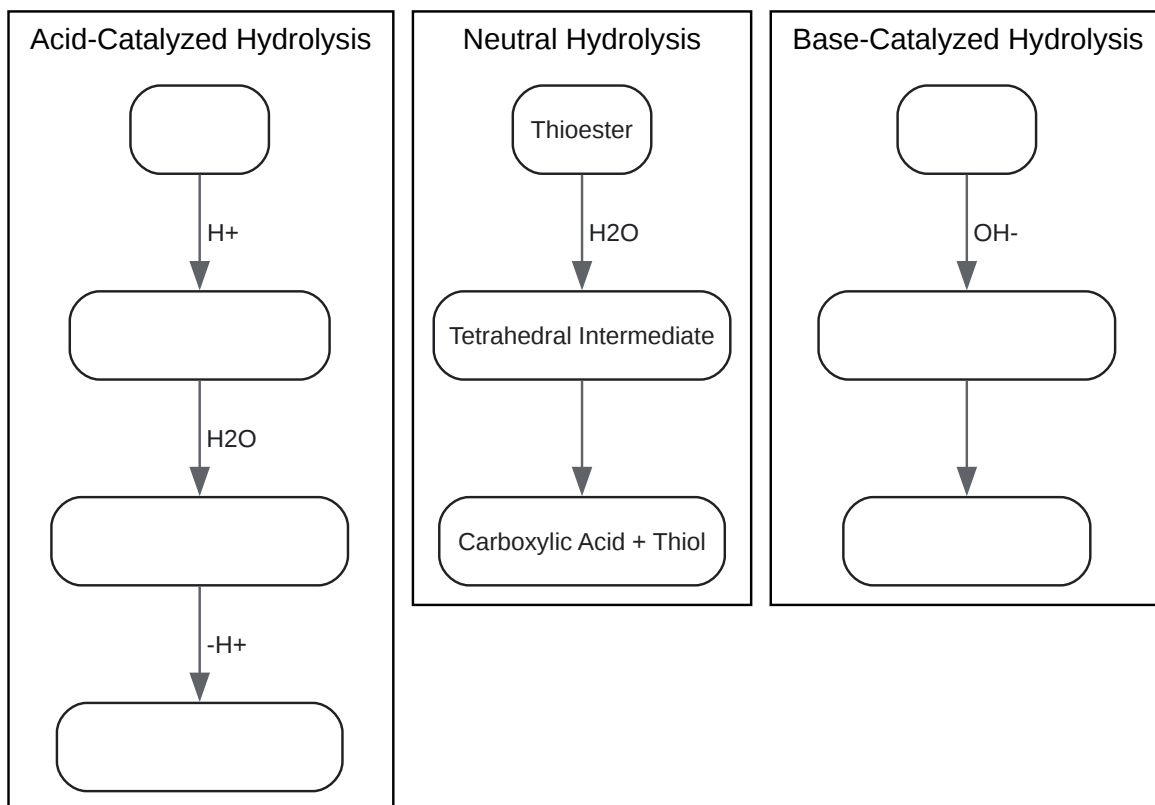 Acid-Catalyzed Hydrolysis
H+
H2O
-H+
Neutral Hydrolysis
Thioester
H2O
Tetrahedral Intermediate
Carboxylic Acid + Thiol
Base-Catalyzed Hydrolysis
OH-